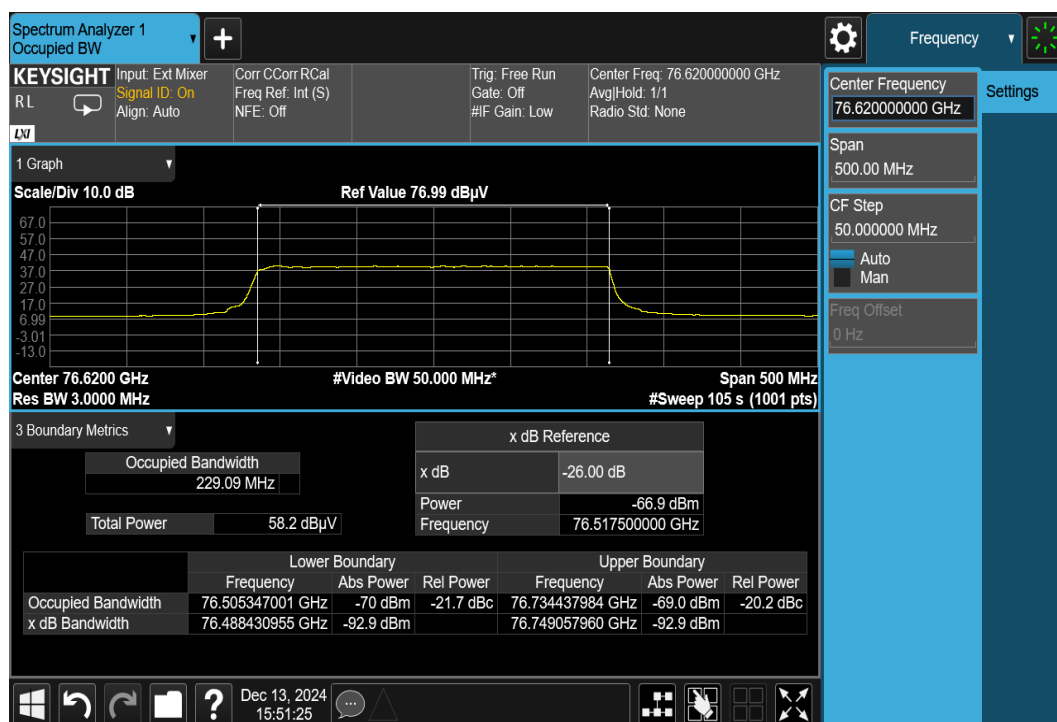 Spectrum Analyzer 1
Occupied BW
Frequency
KEYSIGHT
RL
LXI
Input: Ext Mixer
Signal ID: On
Align: Auto
Corr CCorr RCal
Freq Ref: Int (S)
NFE: Off
Trig: Free Run
Gate: Off
#IF Gain: Low
Center Freq: 76.620000000 GHz
Avg|Hold: 1/1
Radio Std: None
Center Frequency
76.620000000 GHz
Settings
Span
500.00 MHz
CF Step
50.000000 MHz
Auto
Man
Freq Offset
0 Hz
1 Graph
Scale/Div 10.0 dB
Ref Value 76.99 dBµV
67.0
57.0
47.0
37.0
27.0
17.0
6.99
-3.01
-13.0
Center 76.6200 GHz
#Video BW 50.000 MHz*
Span 500 MHz
Res BW 3.0000 MHz
#Sweep 105 s (1001 pts)
3 Boundary Metrics
Occupied Bandwidth
229.09 MHz
Total Power 58.2 dBµV
x dB Reference
x dB -26.00 dB
Power -66.9 dBm
Frequency 76.517500000 GHz
Lower Boundary Upper Boundary
Frequency Abs Power Rel Power Frequency Abs Power Rel Power
Occupied Bandwidth 76.505347001 GHz -70 dBm -21.7 dBc 76.734437984 GHz -69.0 dBm -20.2 dBc
x dB Bandwidth 76.488430955 GHz -92.9 dBm 76.749057960 GHz -92.9 dBm
Dec 13, 2024
15:51:25